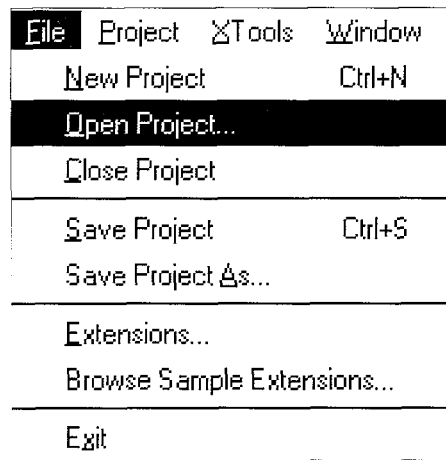 File Project XTools Window
New Project Ctrl+N
Open Project...
Close Project
Save Project Ctrl+S
Save Project As...
Extensions...
Browse Sample Extensions...
Exit